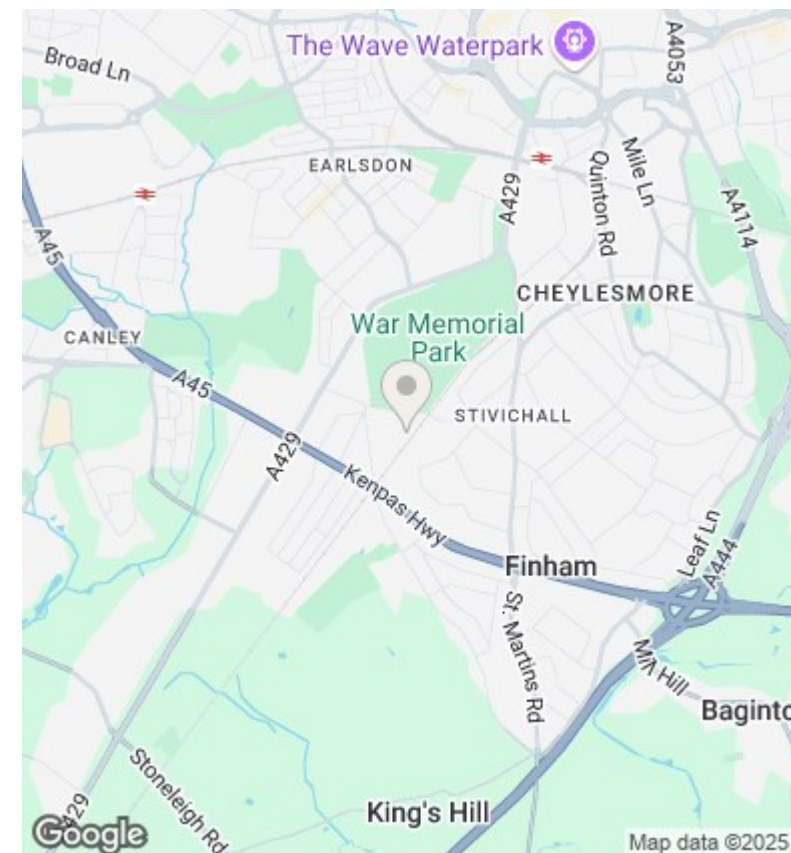 The Wave Waterpark
A4053
Broad Ln
EARLSDON
Mile Ln
Quinton Rd
A429
A4114
A45
CHEYLESMORE
War Memorial
Park
CANLEY
A45
STIVICHALL
A429
Kenpas Hwy
Leaf Ln
A444
Finham
St. Martins Rd
Mill Hill
Baginto
Stoneleigh Rd
A429
King's Hill
Google
Map data ©2025